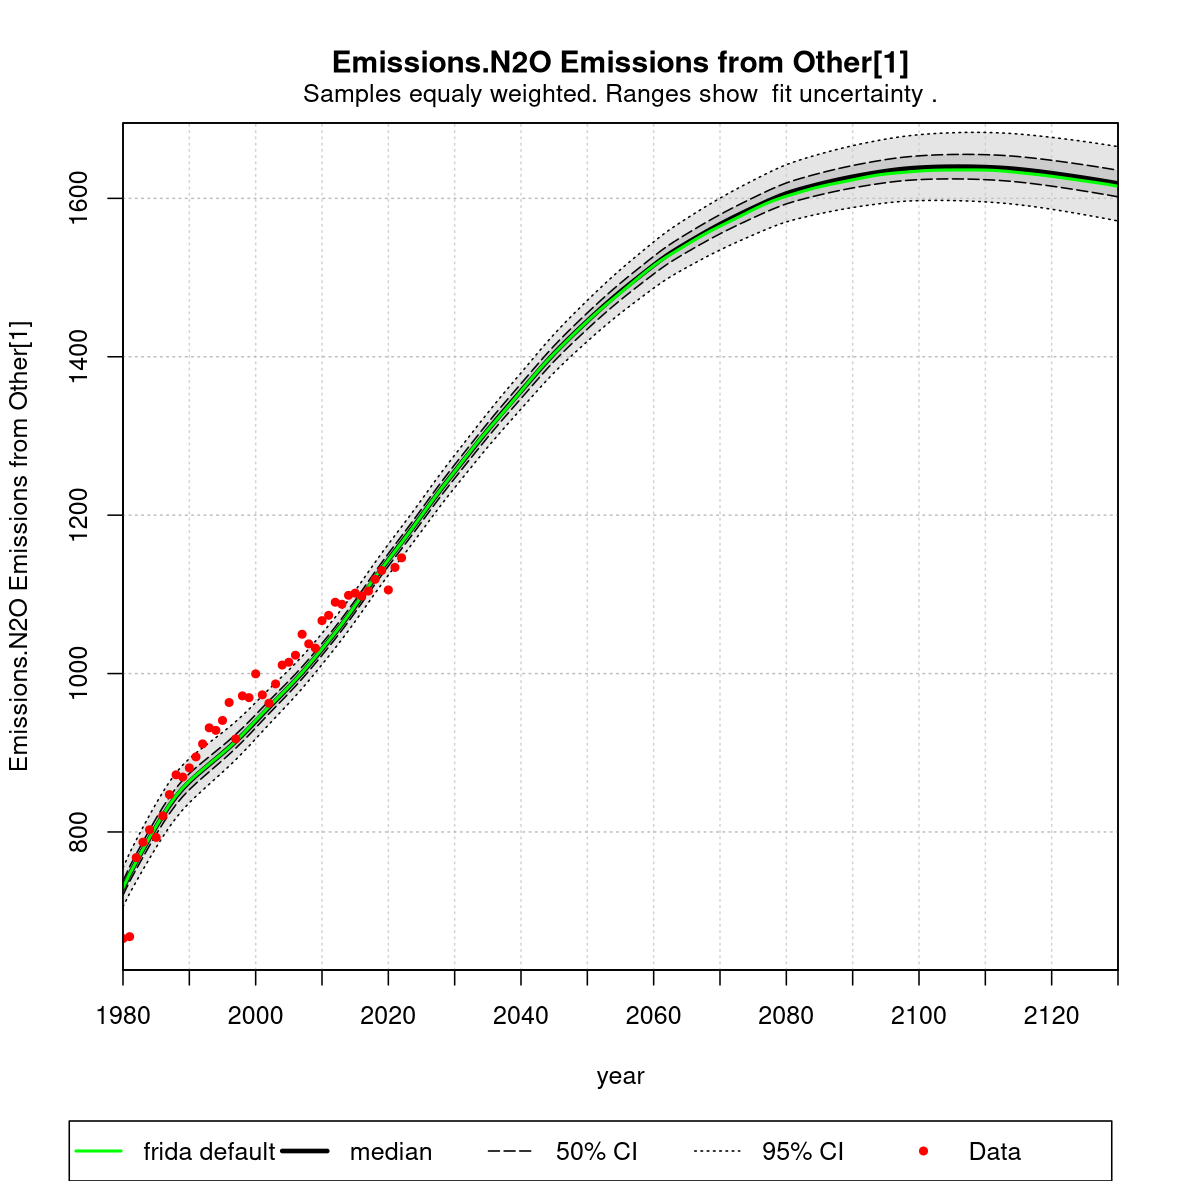 Emissions.N2O Emissions from Other[1]
Samples equaly weighted. Ranges show  fit uncertainty .
Emissions.N2O Emissions from Other[1]
1600
1400
1200
1000
800
1980 2000 2020 2040 2060 2080 2100 2120
year
frida default median 50% CI 95% CI Data